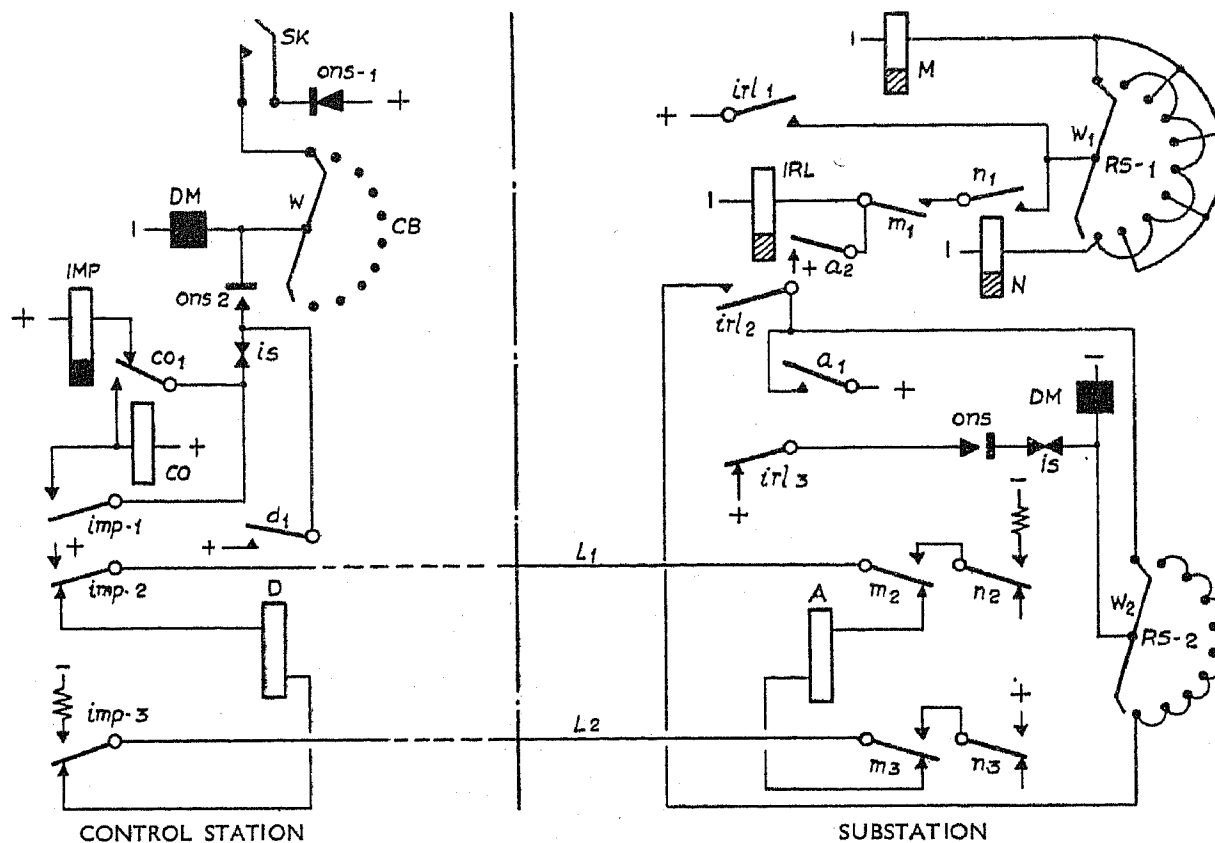 SK
ons-1
+
W
CB
DM
IMP
+
ons 2
co1
is
+
CO
imp-1
+
d1
+
imp-2
D
imp-3
L1
L2
CONTROL STATION
M
irl1
+
W1
RS-1
IRL
n1
m1
+ a2
N
irl2
a1
+
DM
ons
is
irl3
+
m2
n2
A
W2
RS-2
+
m3
n3
SUBSTATION